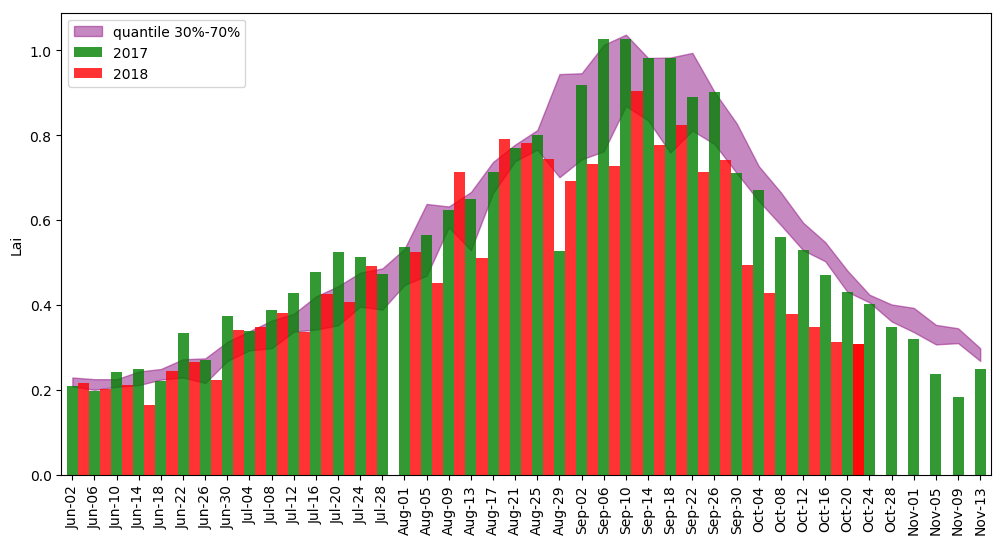 quantile 30%-70%
2017
2018
Lai
1.0
0.8
0.6
0.4
0.2
0.0
Jun-02
Jun-06
Jun-10
Jun-14
Jun-18
Jun-22
Jun-26
Jun-30
Jul-04
Jul-08
Jul-12
Jul-16
Jul-20
Jul-24
Jul-28
Aug-01
Aug-05
Aug-09
Aug-13
Aug-17
Aug-21
Aug-25
Aug-29
Sep-02
Sep-06
Sep-10
Sep-14
Sep-18
Sep-22
Sep-26
Sep-30
Oct-04
Oct-08
Oct-12
Oct-16
Oct-20
Oct-24
Oct-28
Nov-01
Nov-05
Nov-09
Nov-13